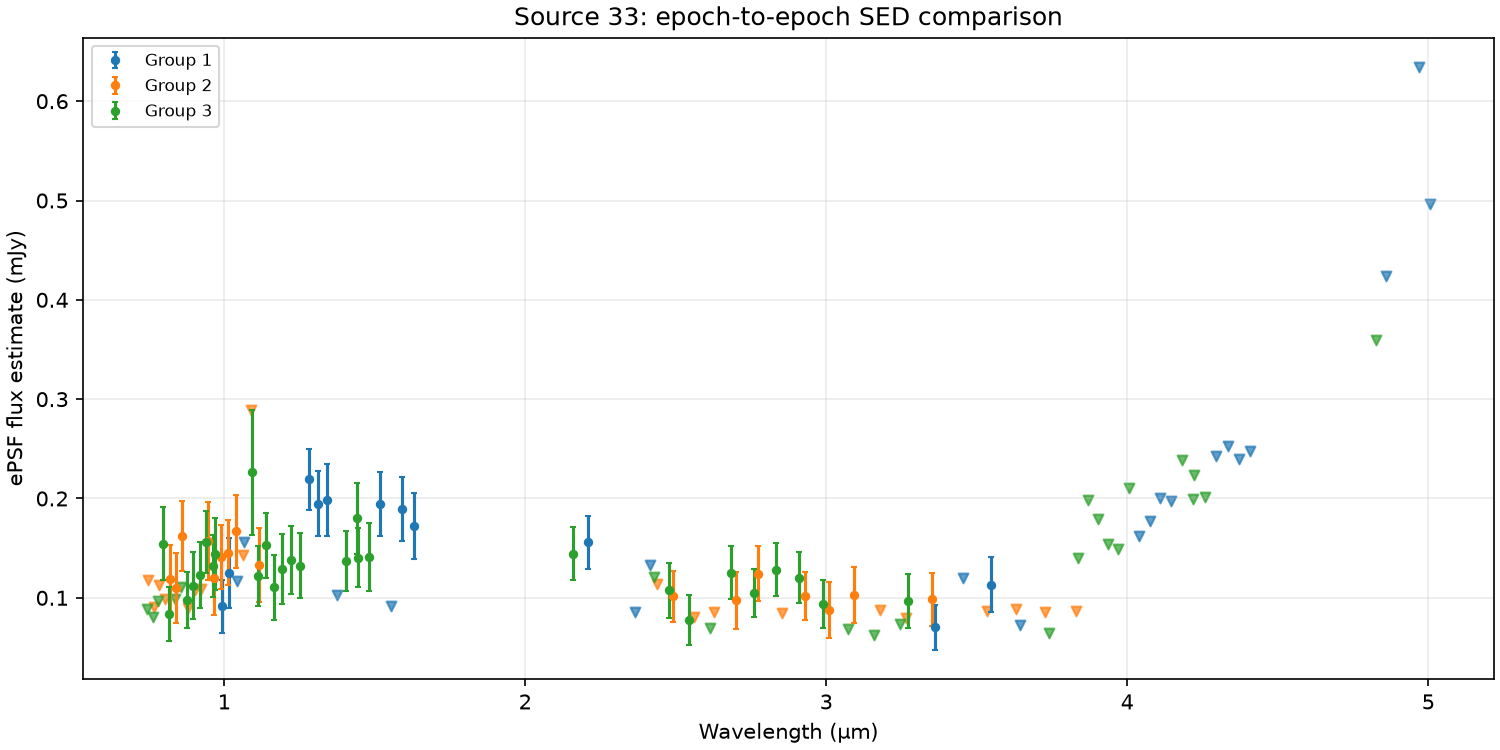 Source 33: epoch-to-epoch SED comparison
Group 1
Group 2
Group 3
ePSF flux estimate (mJy)
0.6
0.5
0.4
0.3
0.2
0.1
1 2 3 4 5
Wavelength (μm)